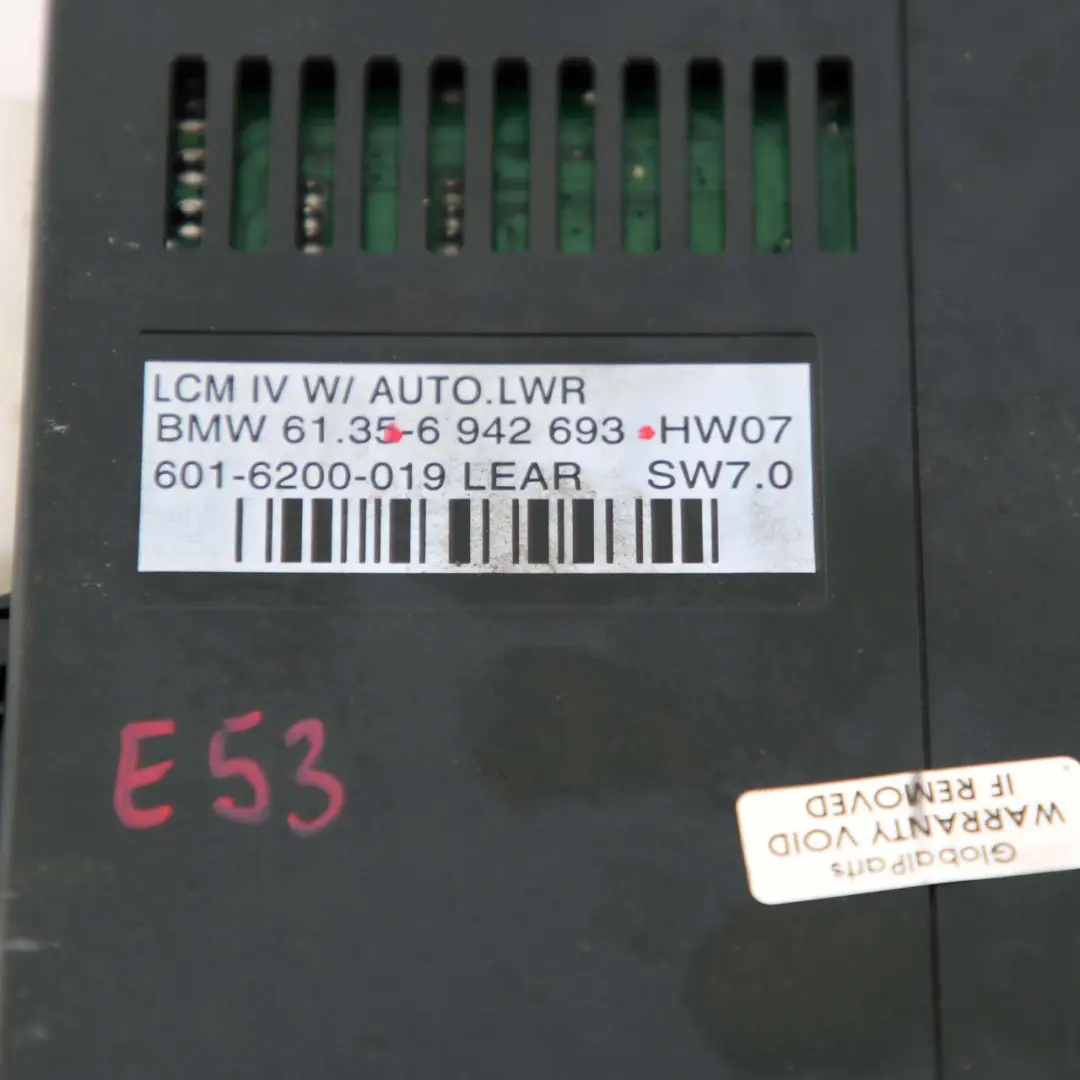 LCM IV W/ AUTO.LWR
BMW 61.35-6 942 693 HW07
601-6200-019 LEAR SW7.0
E53
GlobalParts
WARRANTY VOID
IF REMOVED